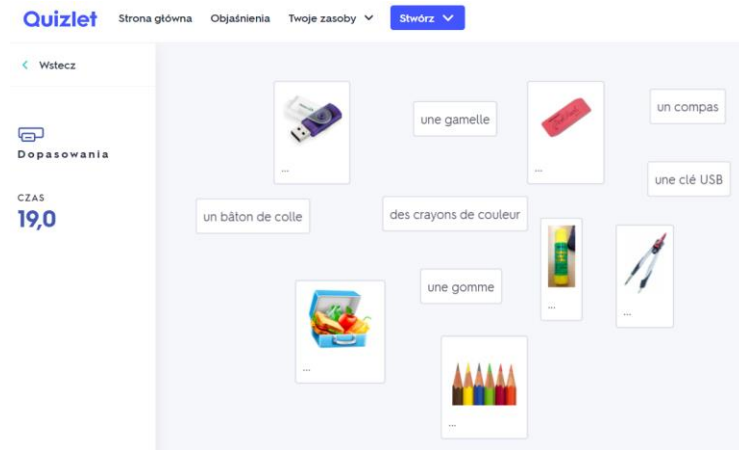 Quizlet Strona główna Objaśnienia Twoje zasoby Stwórz
Wstecz
Dopasowania
CZAS
19,0
...
une gamelle
...
un compas
une clé USB
un bâton de colle
des crayons de couleur
...
...
une gomme
...
...